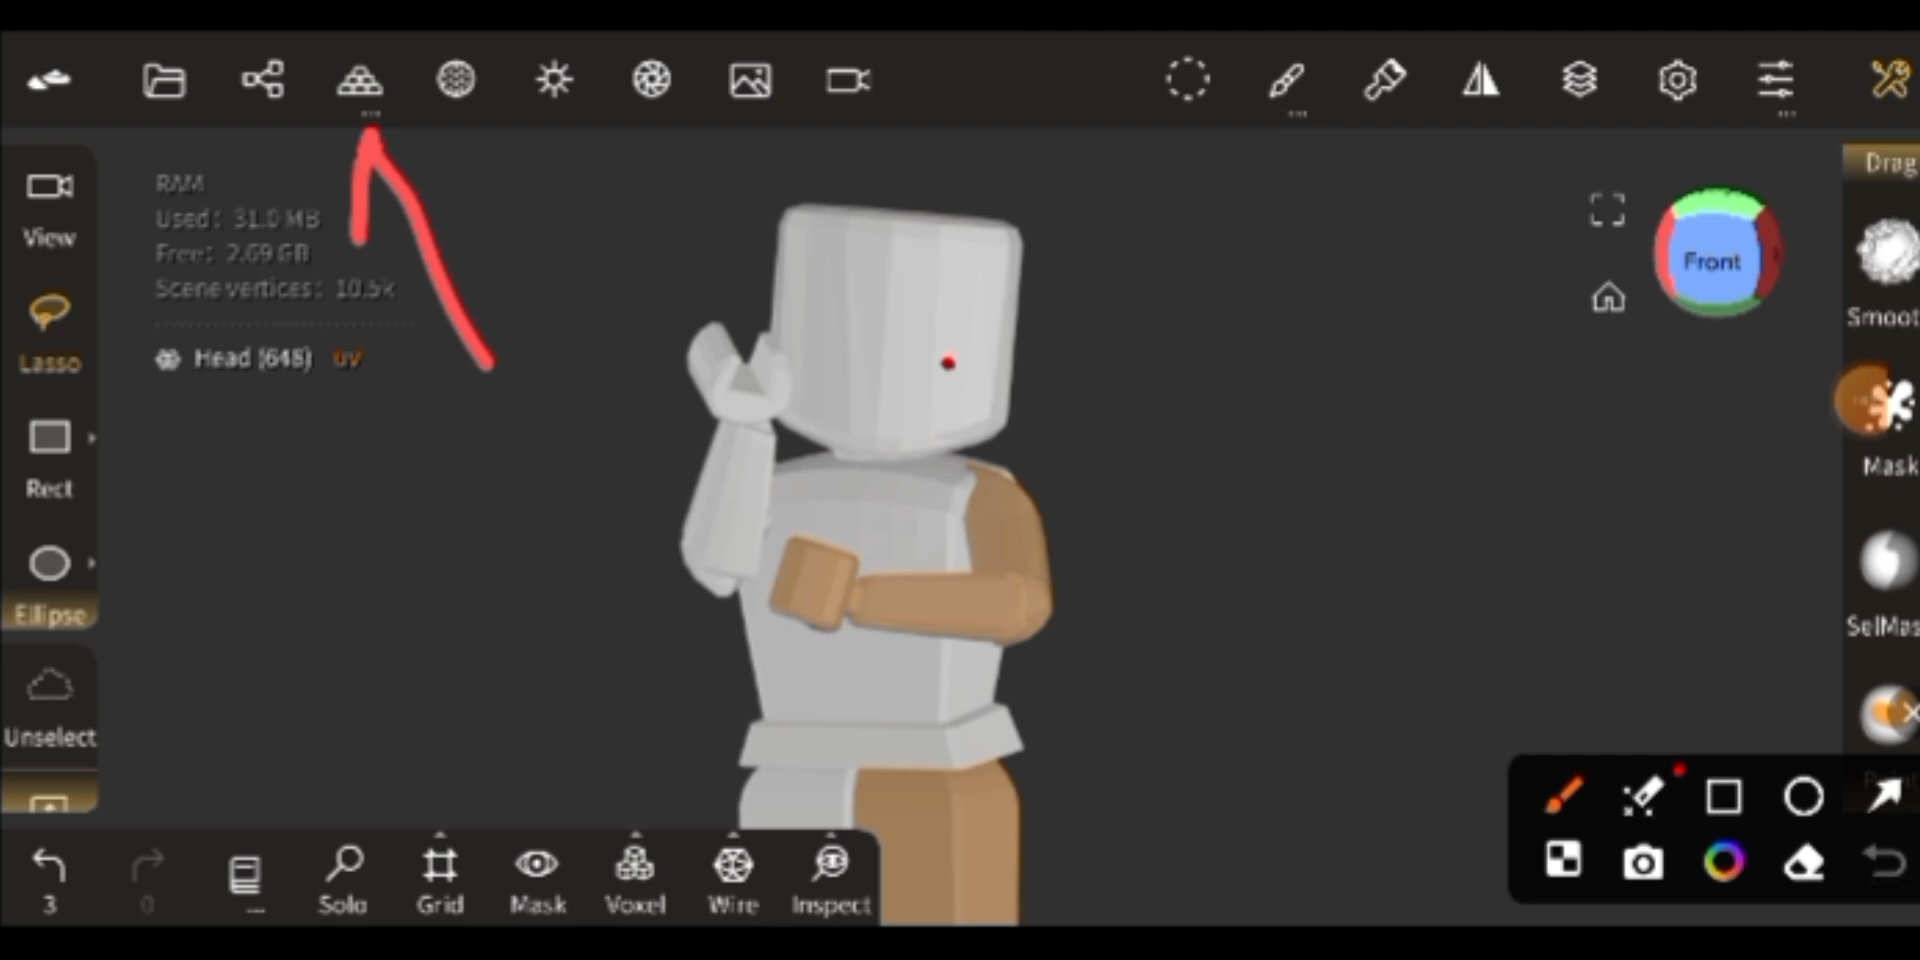 RAM
Used: 31.0 MB
Free: 2.69 GB
Scene vertices: 10.5k
Head (648) UV
View
Lasso
Rect
Ellipse
Unselect
Front
Drag
Smoot
Mask
SelMas
3
0
Solo
Grid
Mask
Voxel
Wire
Inspect